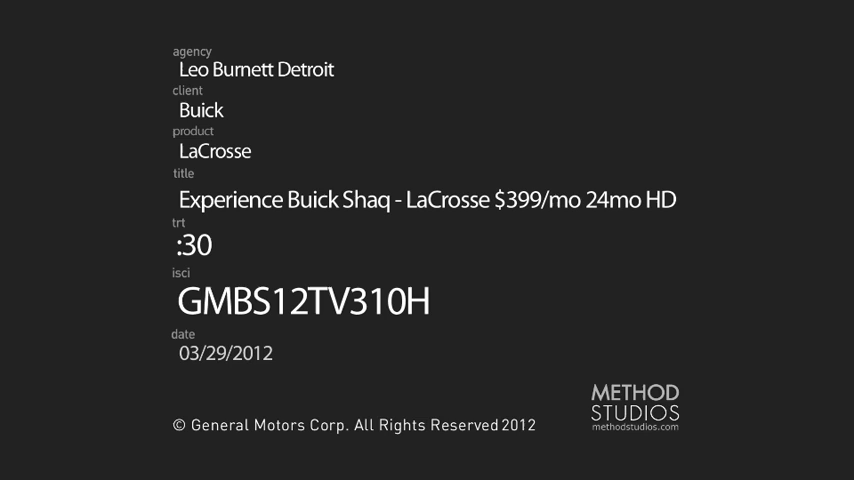 agency
Leo Burnett Detroit
client
Buick
product
LaCrosse
title
Experience Buick Shaq - LaCrosse $399/mo 24mo HD
trt
:30
isci
GMBS12TV310H
date
03/29/2012
METHOD
STUDIOS
methodstudios.com
© General Motors Corp. All Rights Reserved 2012